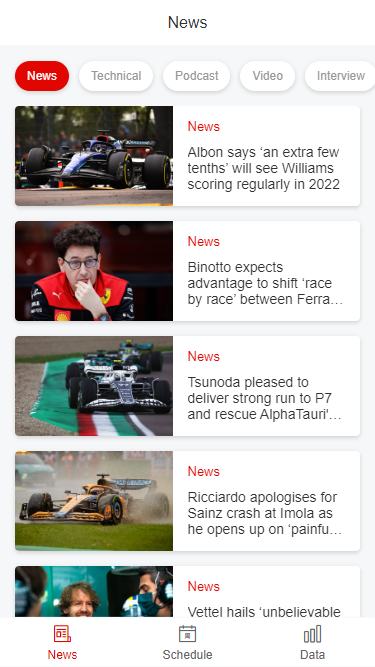 News
News Technical Podcast Video Interview
News
Albon says ‘an extra few
tenths’ will see Williams
scoring regularly in 2022
News
Binotto expects
advantage to shift ‘race
by race’ between Ferra...
News
Tsunoda pleased to
deliver strong run to P7
and rescue AlphaTauri'...
News
Ricciardo apologises for
Sainz crash at Imola as
he opens up on ‘painfu...
News
Vettel hails ‘unbelievable
News Schedule Data